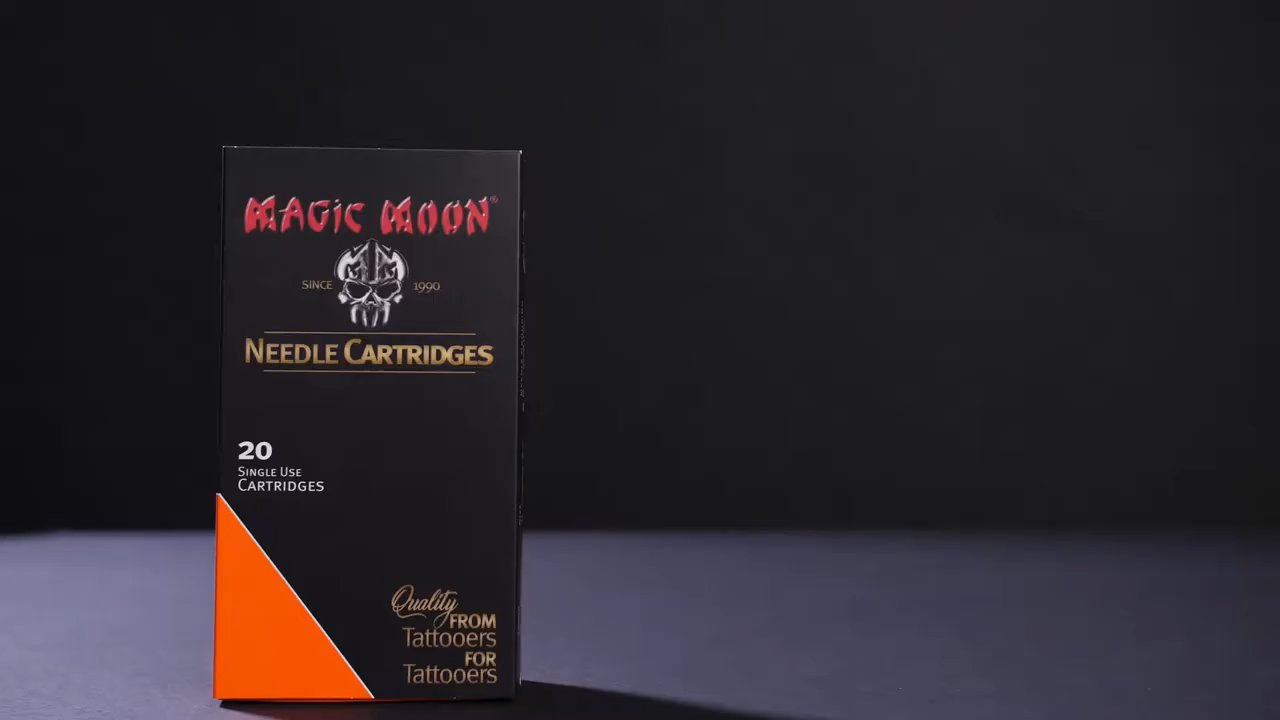 MAGIC MOON®
SINCE 1990
NEEDLE CARTRIDGES
20
SINGLE USE
CARTRIDGES
Quality
FROM
Tattooers
FOR
Tattooers